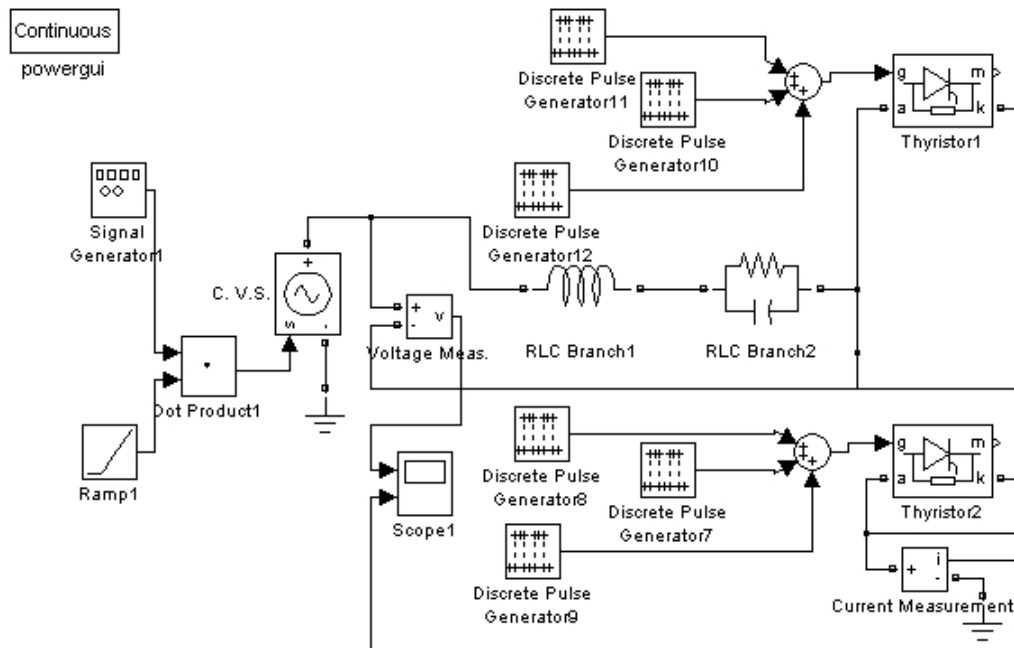 Continuous
powergui
Discrete Pulse
Generator11
Discrete Pulse
Generator10
g
m
a
k
Thyristor1
Signal
Generator1
Discrete Pulse
Generator12
C. V.S.
+
s
-
+
-
v
Voltage Meas.
RLC Branch1
RLC Branch2
Dot Product1
Ramp1
Scope1
Discrete Pulse
Generator8
Discrete Pulse
Generator7
Discrete Pulse
Generator9
g
m
a
k
Thyristor2
+
i
-
Current Measurement